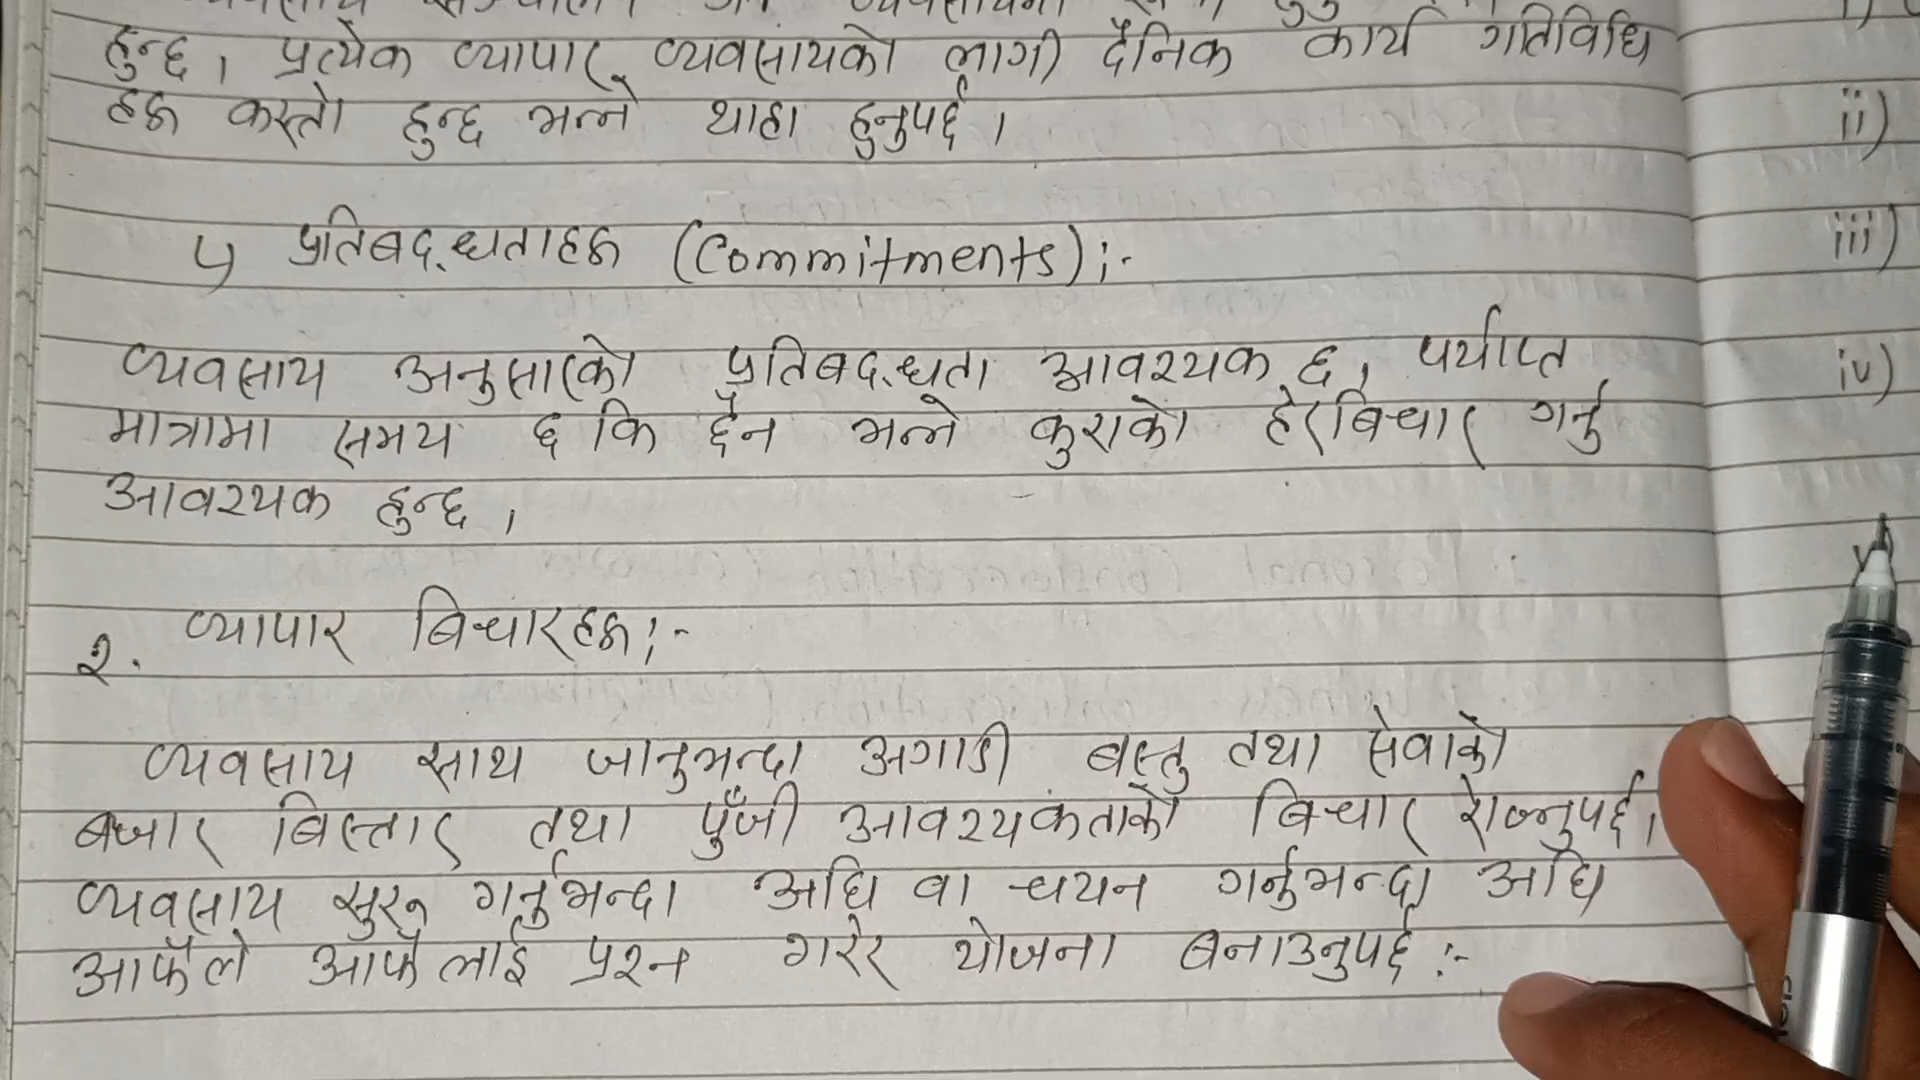 हुन्छ। प्रत्येक व्यापार व्यवसायको लागी दैनिक कार्य गतिविधि
हरू कस्तो हुन्छ भन्ने थाहा हुनुपर्छ।
५) प्रतिबद्धताहरू (Commitments):-
व्यवसाय अनुसारको प्रतिबद्धता आवश्यक छ, पर्याप्त
मात्रामा समय छ कि छैन भन्ने कुराको हेरबिचार गर्नु
आवश्यक हुन्छ।
२. व्यापार बिचारहरू:-
व्यवसाय साथ जानुभन्दा अगाडी बस्तु तथा सेवाको
बजार बिस्तार तथा पुँजी आवश्यकताको बिचार रोज्नुपर्छ।
व्यवसाय सुरु गर्नुभन्दा अघि वा चयन गर्नुभन्दा अघि
आफैले आफैलाई प्रश्न गरेर योजना बनाउनुपर्छ:-
ii)
iii)
iv)